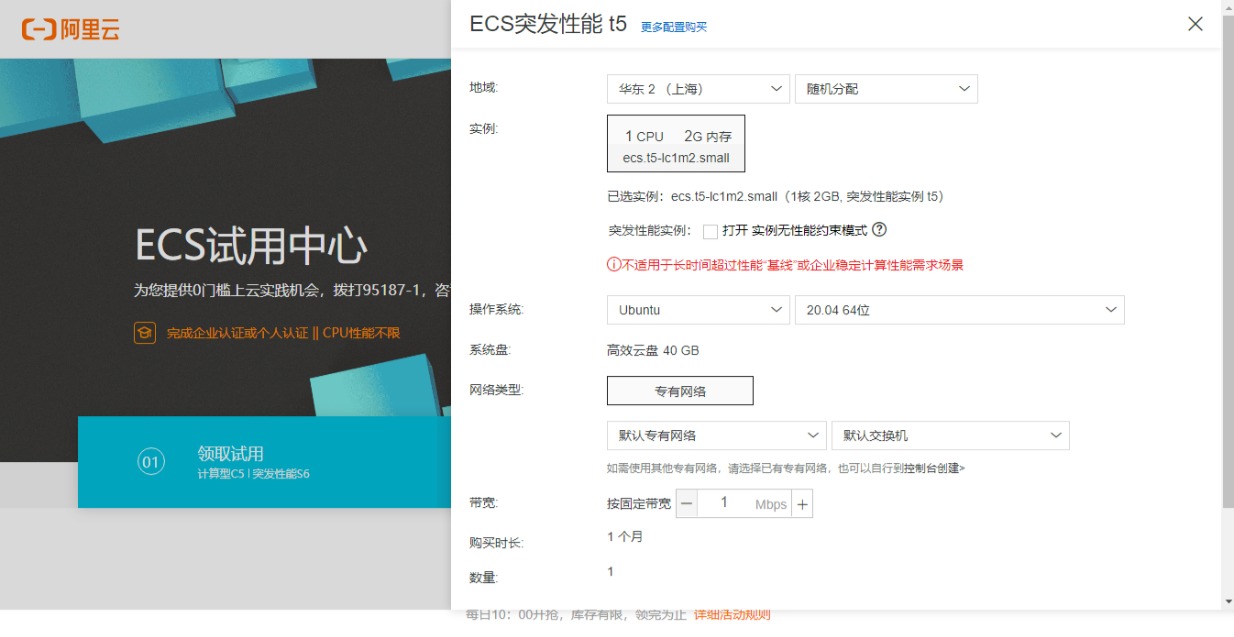 阿里云
ECS试用中心
为您提供0门槛上云实践机会，拨打95187-1，咨
完成企业认证或个人认证 || CPU性能不限
01
领取试用
计算型C5 | 突发性能S6
ECS突发性能 t5 更多配置购买
地域: 华东 2 （上海） 随机分配
实例: 1 CPU 2G 内存
ecs.t5-lc1m2.small
已选实例：ecs.t5-lc1m2.small（1核 2GB, 突发性能实例 t5）
突发性能实例： 打开 实例无性能约束模式 ?
不适用于长时间超过性能“基线”或企业稳定计算性能需求场景
操作系统: Ubuntu 20.04 64位
系统盘: 高效云盘 40 GB
网络类型: 专有网络
默认专有网络 默认交换机
如需使用其他专有网络，请选择已有专有网络，也可以自行到控制台创建>
带宽: 按固定带宽 − 1 Mbps +
购买时长: 1 个月
数量: 1
每日10：00开抢，库存有限，领完为止 详细活动规则